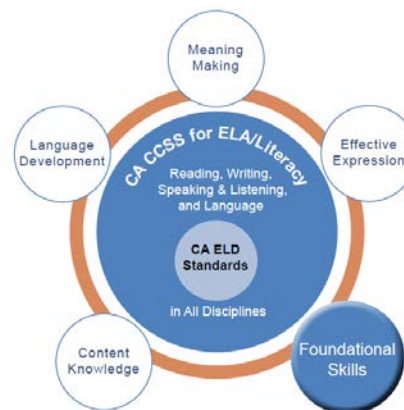 Meaning
Making
Language
Development
Effective
Expression
CA CCSS for ELA/Literacy
Reading, Writing,
Speaking & Listening,
and Language
CA ELD
Standards
in All Disciplines
Content
Knowledge
Foundational
Skills